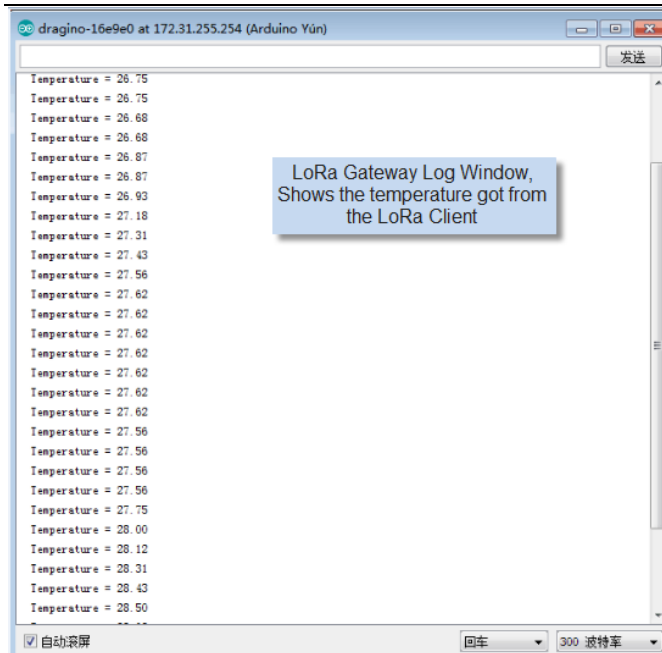 dragino-16e9e0 at 172.31.255.254 (Arduino Yún)
发送
Temperature = 26.75
Temperature = 26.75
Temperature = 26.68
Temperature = 26.68
Temperature = 26.87
Temperature = 26.87
Temperature = 26.93
Temperature = 27.18
Temperature = 27.31
Temperature = 27.43
Temperature = 27.56
Temperature = 27.62
Temperature = 27.62
Temperature = 27.62
Temperature = 27.62
Temperature = 27.62
Temperature = 27.62
Temperature = 27.62
Temperature = 27.56
Temperature = 27.56
Temperature = 27.56
Temperature = 27.56
Temperature = 27.75
Temperature = 28.00
Temperature = 28.12
Temperature = 28.31
Temperature = 28.43
Temperature = 28.50
LoRa Gateway Log Window,
Shows the temperature got from
the LoRa Client
自动滚屏
回车
300 波特率